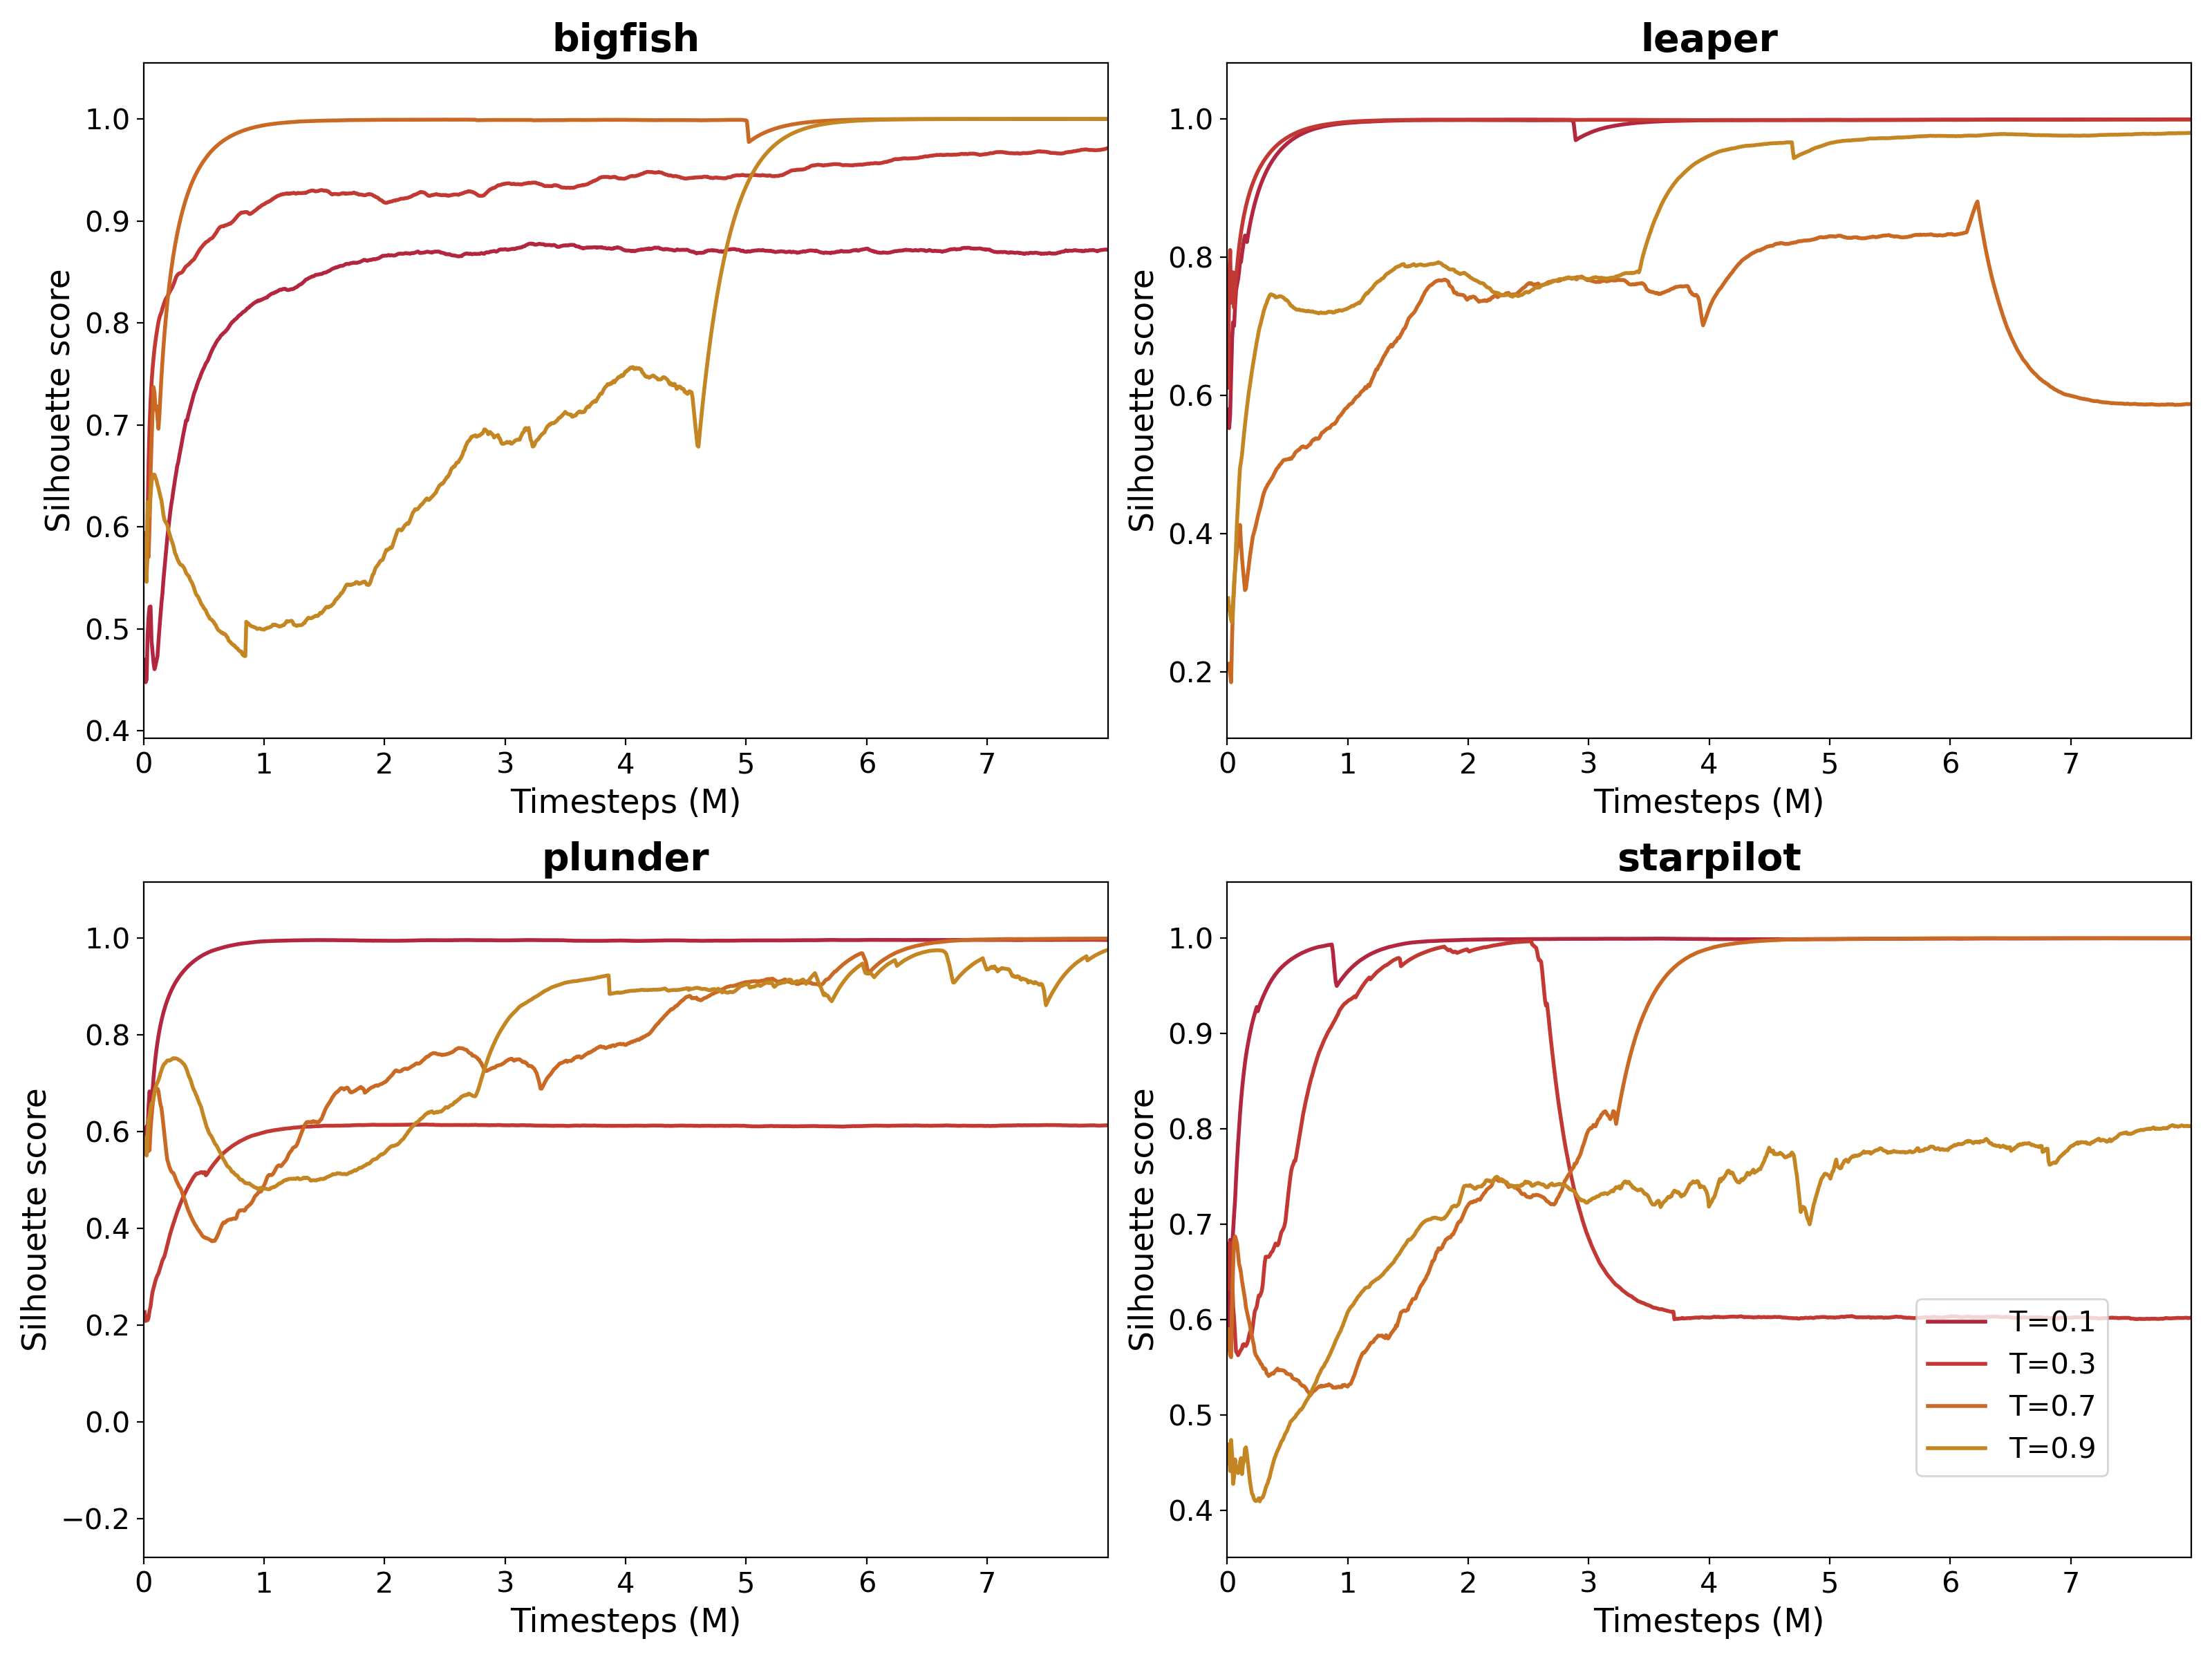 bigfish
Silhouette score
1.0
0.9
0.8
0.7
0.6
0.5
0.4
0 1 2 3 4 5 6 7
Timesteps (M)
leaper
Silhouette score
1.0
0.8
0.6
0.4
0.2
0 1 2 3 4 5 6 7
Timesteps (M)
plunder
Silhouette score
1.0
0.8
0.6
0.4
0.2
0.0
−0.2
0 1 2 3 4 5 6 7
Timesteps (M)
starpilot
Silhouette score
1.0
0.9
0.8
0.7
0.6
0.5
0.4
T=0.1
T=0.3
T=0.7
T=0.9
0 1 2 3 4 5 6 7
Timesteps (M)